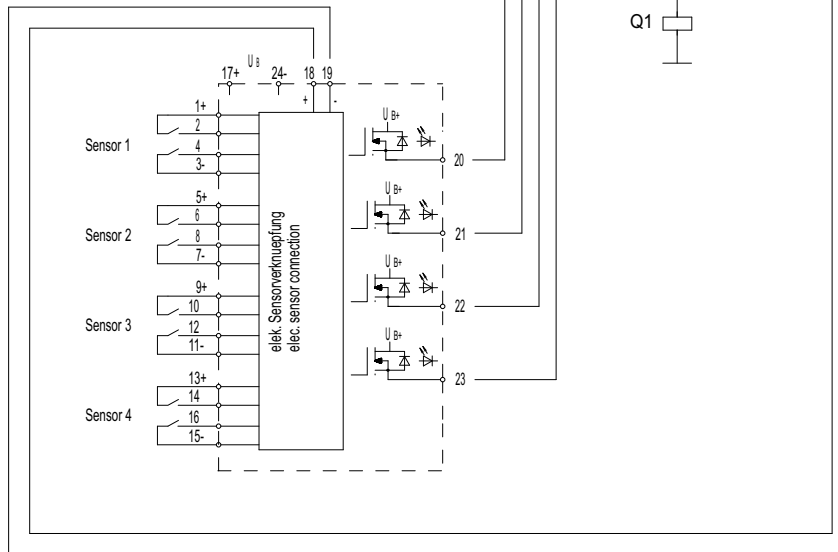 Q1
U B
17+ 24- 18 19
+ -
1+
2
Sensor 1
4
3-
U B+
20
5+
6
Sensor 2
8
7-
U B+
21
9+
10
Sensor 3
12
11-
U B+
22
13+
14
Sensor 4
16
15-
U B+
23
elek. Sensorverknuepfung
elec. sensor connection